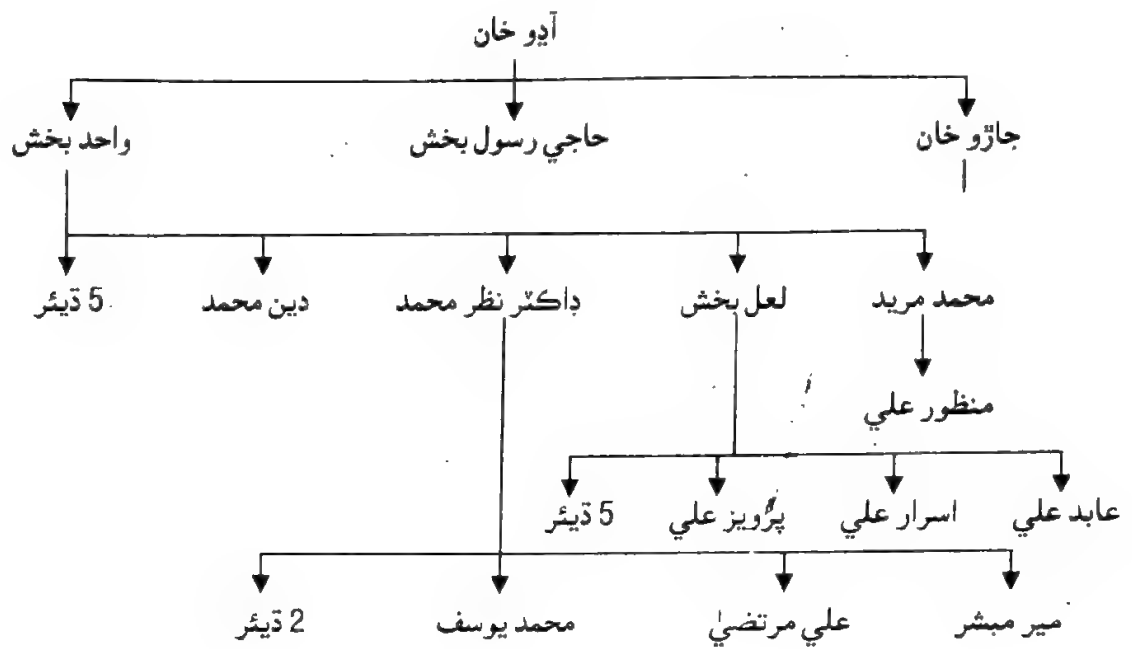 آڍو خان
جاڙو خان حاجي رسول بخش واحد بخش
محمد مريد لعل بخش ڊاڪٽر نظر محمد دين محمد 5 ڌيئر
منظور علي
عابد علي اسرار علي پرويز علي 5 ڌيئر
مير مبشر علي مرتضيٰ محمد يوسف 2 ڌيئر